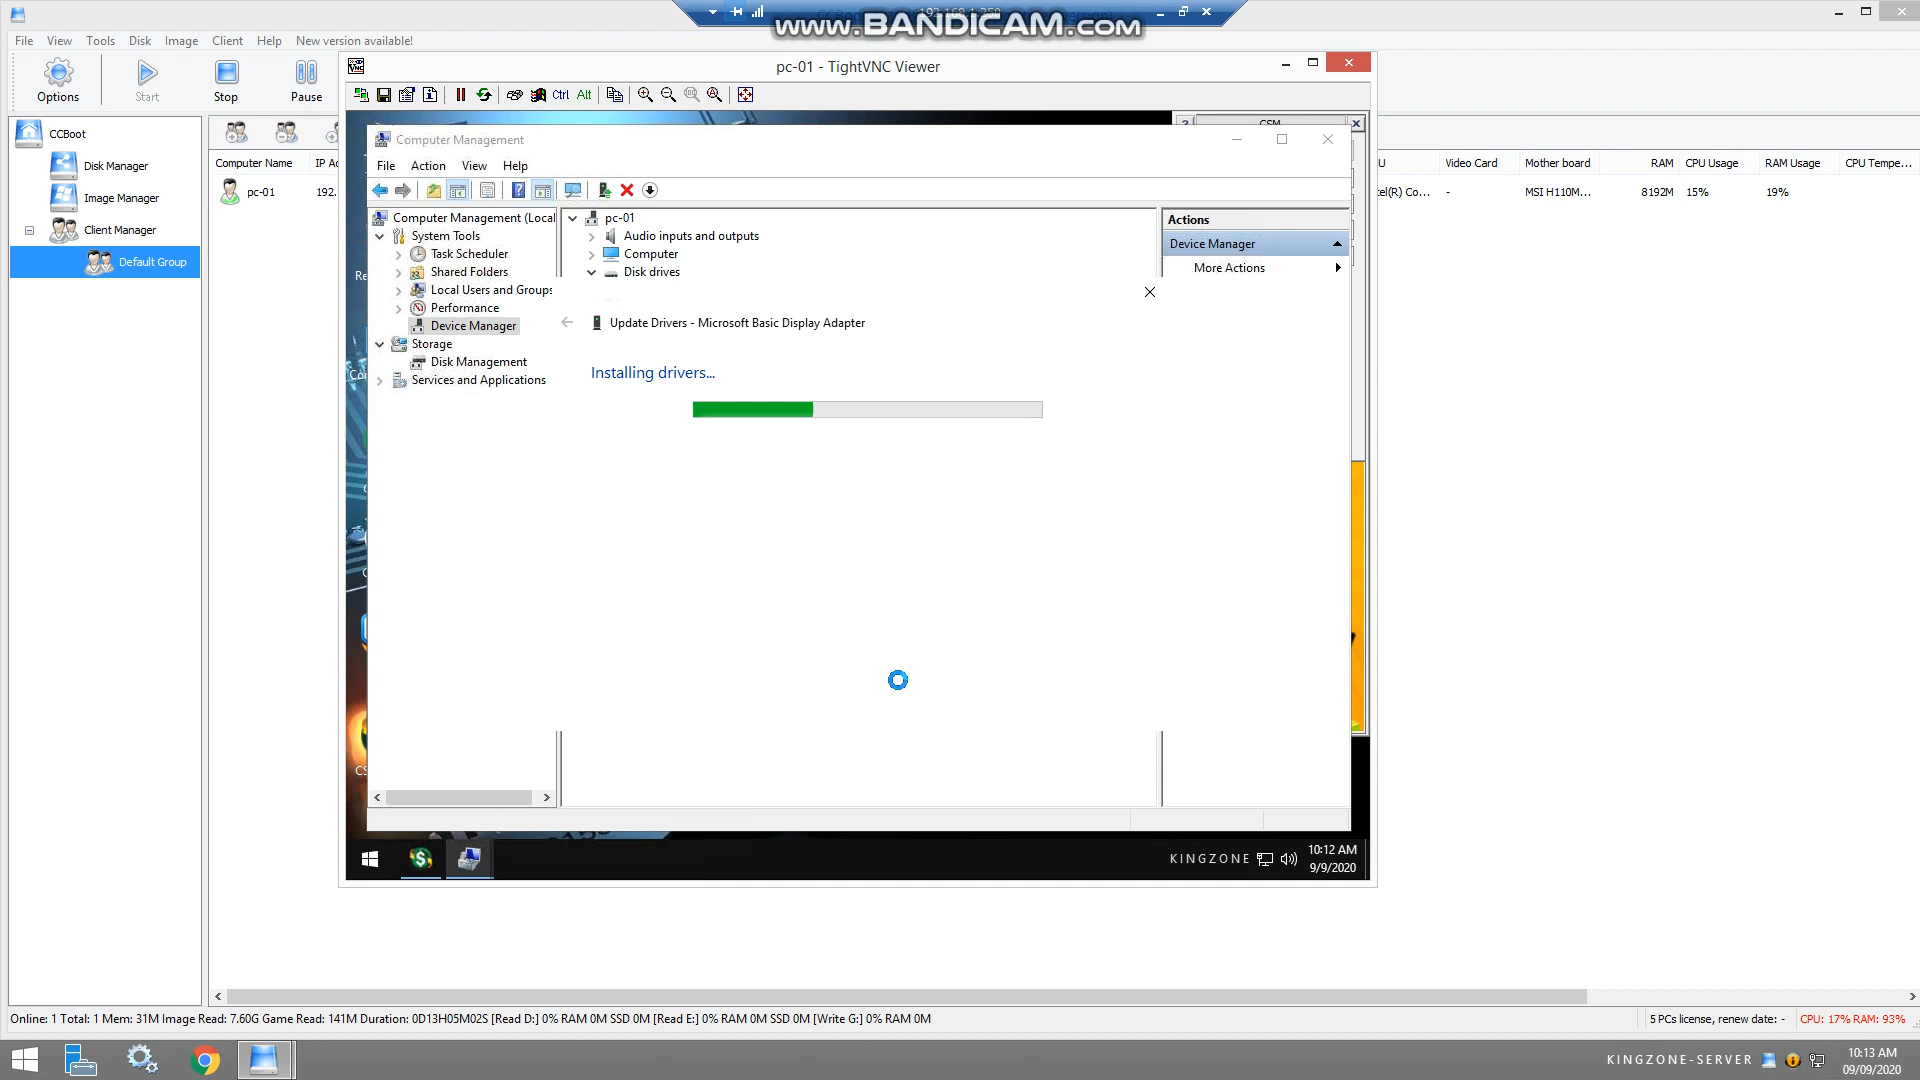 www.BANDICAM.com
File View Tools Disk Image Client Help New version available!
Options Start Stop Pause
pc-01 - TightVNC Viewer
Ctrl Alt
CCBoot
Disk Manager
Image Manager
Client Manager
Default Group
Computer Name IP Ac
Video Card Mother board RAM CPU Usage RAM Usage CPU Tempe...
pc-01 192.
tel(R) Co... - MSI H110M... 8192M 15% 19%
CSM
Computer Management
File Action View Help
Computer Management (Local
System Tools
Task Scheduler
Shared Folders
Local Users and Groups
Performance
Device Manager
Storage
Disk Management
Services and Applications
pc-01
Audio inputs and outputs
Computer
Disk drives
Actions
Device Manager
More Actions
Update Drivers - Microsoft Basic Display Adapter
Installing drivers...
KINGZONE
10:12 AM
9/9/2020
Online: 1 Total: 1 Mem: 31M Image Read: 7.60G Game Read: 141M Duration: 0D13H05M02S [Read D:] 0% RAM 0M SSD 0M [Read E:] 0% RAM 0M SSD 0M [Write G:] 0% RAM 0M
5 PCs license, renew date: -
CPU: 17% RAM: 93%
KINGZONE-SERVER
10:13 AM
09/09/2020